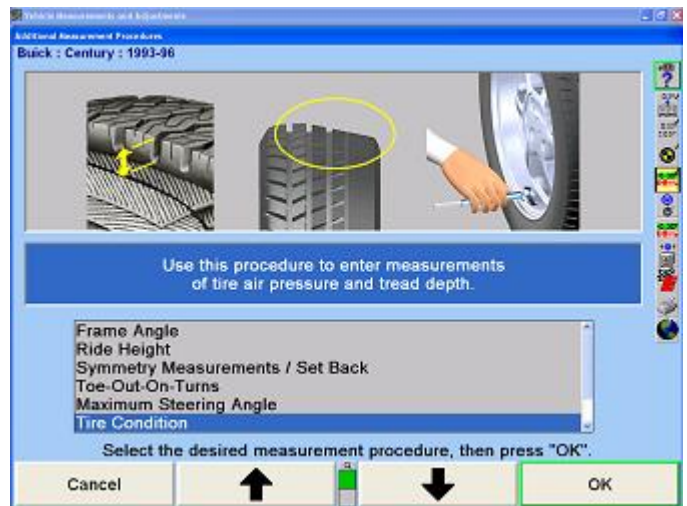 Vehicle Measurements and Adjustments
Additional Measurement Procedures
Buick : Century : 1993-96
Use this procedure to enter measurements
of tire air pressure and tread depth.
Frame Angle
Ride Height
Symmetry Measurements / Set Back
Toe-Out-On-Turns
Maximum Steering Angle
Tire Condition
Select the desired measurement procedure, then press "OK".
Cancel
OK